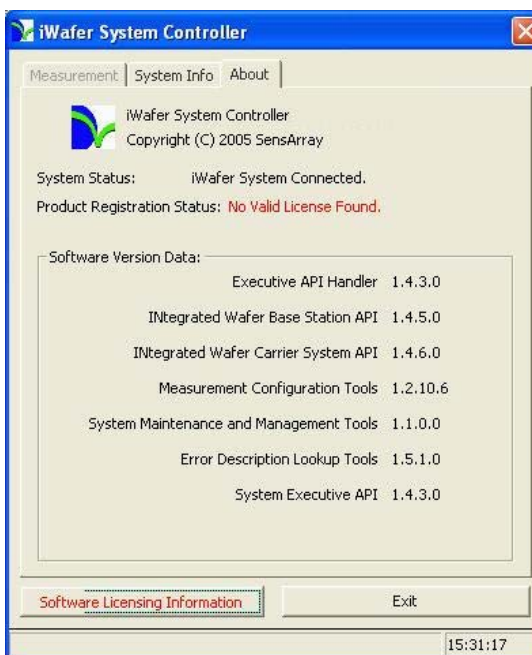 iWafer System Controller
Measurement System Info About
iWafer System Controller
Copyright (C) 2005 SensArray
System Status: iWafer System Connected.
Product Registration Status: No Valid License Found.
Software Version Data:
Executive API Handler 1.4.3.0
INtegrated Wafer Base Station API 1.4.5.0
INtegrated Wafer Carrier System API 1.4.6.0
Measurement Configuration Tools 1.2.10.6
System Maintenance and Management Tools 1.1.0.0
Error Description Lookup Tools 1.5.1.0
System Executive API 1.4.3.0
Software Licensing Information Exit
15:31:17